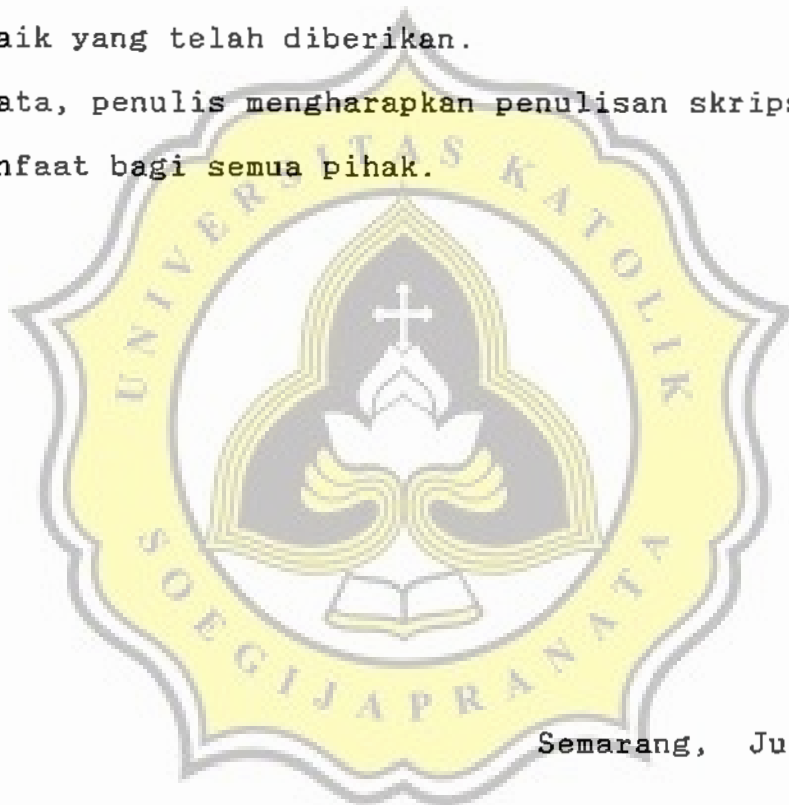 aik yang telah diberikan.
ata, penulis mengharapkan penulisan skrips
nfaat bagi semua pihak.
UNIVERSITAS KATOLIK
SOEGIJAPRANATA
Semarang, Ju